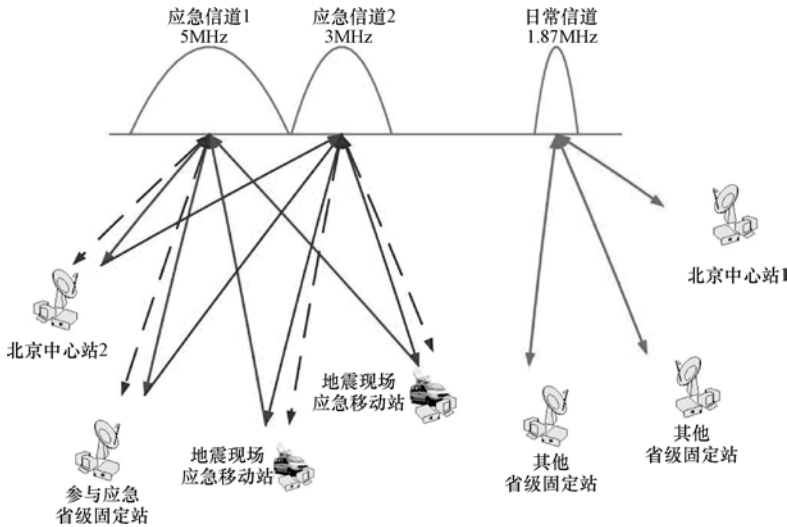 应急信道1
5MHz
应急信道2
3MHz
日常信道
1.87MHz
北京中心站1
北京中心站2
地震现场
应急移动站
参与应急
省级固定站
地震现场
应急移动站
其他
省级固定站
其他
省级固定站